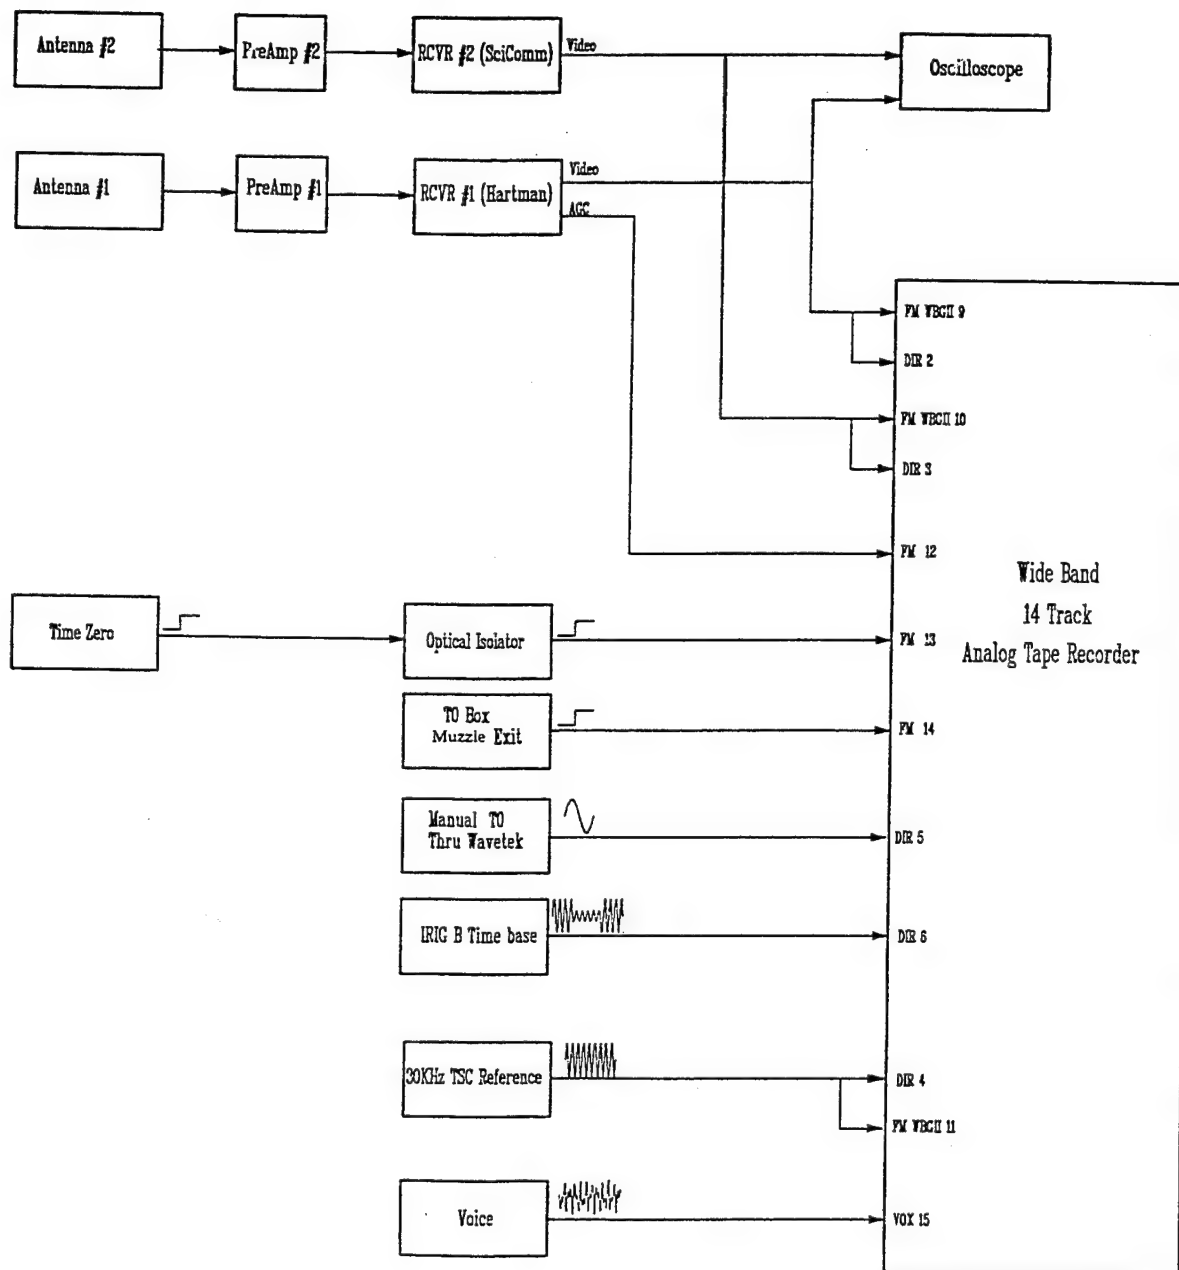 Antenna #2
PreAmp #2
RCVR #2 (SciComm)
Video
Oscilloscope
Antenna #1
PreAmp #1
RCVR #1 (Hartman)
Video
AGC
FM WBGII 9
DIR 2
FM WBGII 10
DIR 3
FM 12
Wide Band
14 Track
Analog Tape Recorder
Time Zero
Optical Isolator
FM 13
T0 Box
Muzzle Exit
FM 14
Manual T0
Thru Wavetek
DIR 5
IRIG B Time base
DIR 6
30KHz TSC Reference
DIR 4
FM WBGII 11
Voice
VOX 15